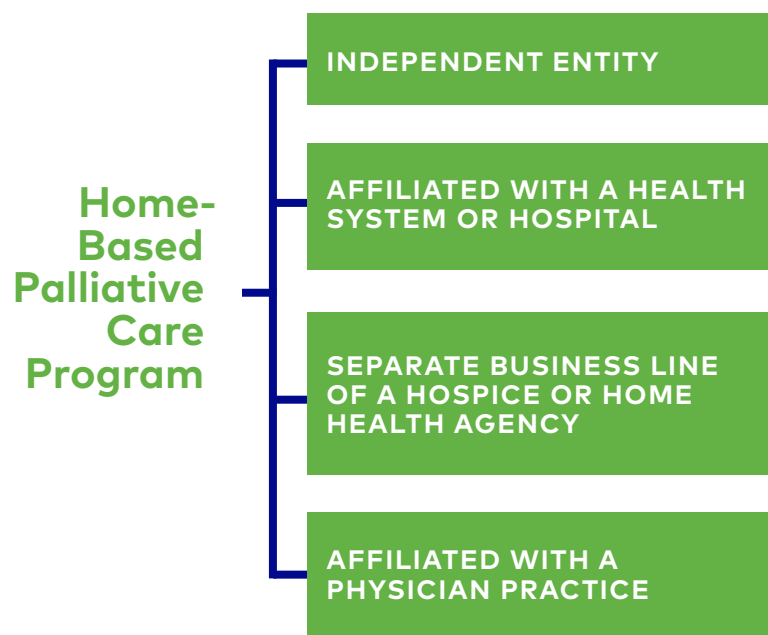 Home-
Based
Palliative
Care
Program
INDEPENDENT ENTITY
AFFILIATED WITH A HEALTH
SYSTEM OR HOSPITAL
SEPARATE BUSINESS LINE
OF A HOSPICE OR HOME
HEALTH AGENCY
AFFILIATED WITH A
PHYSICIAN PRACTICE